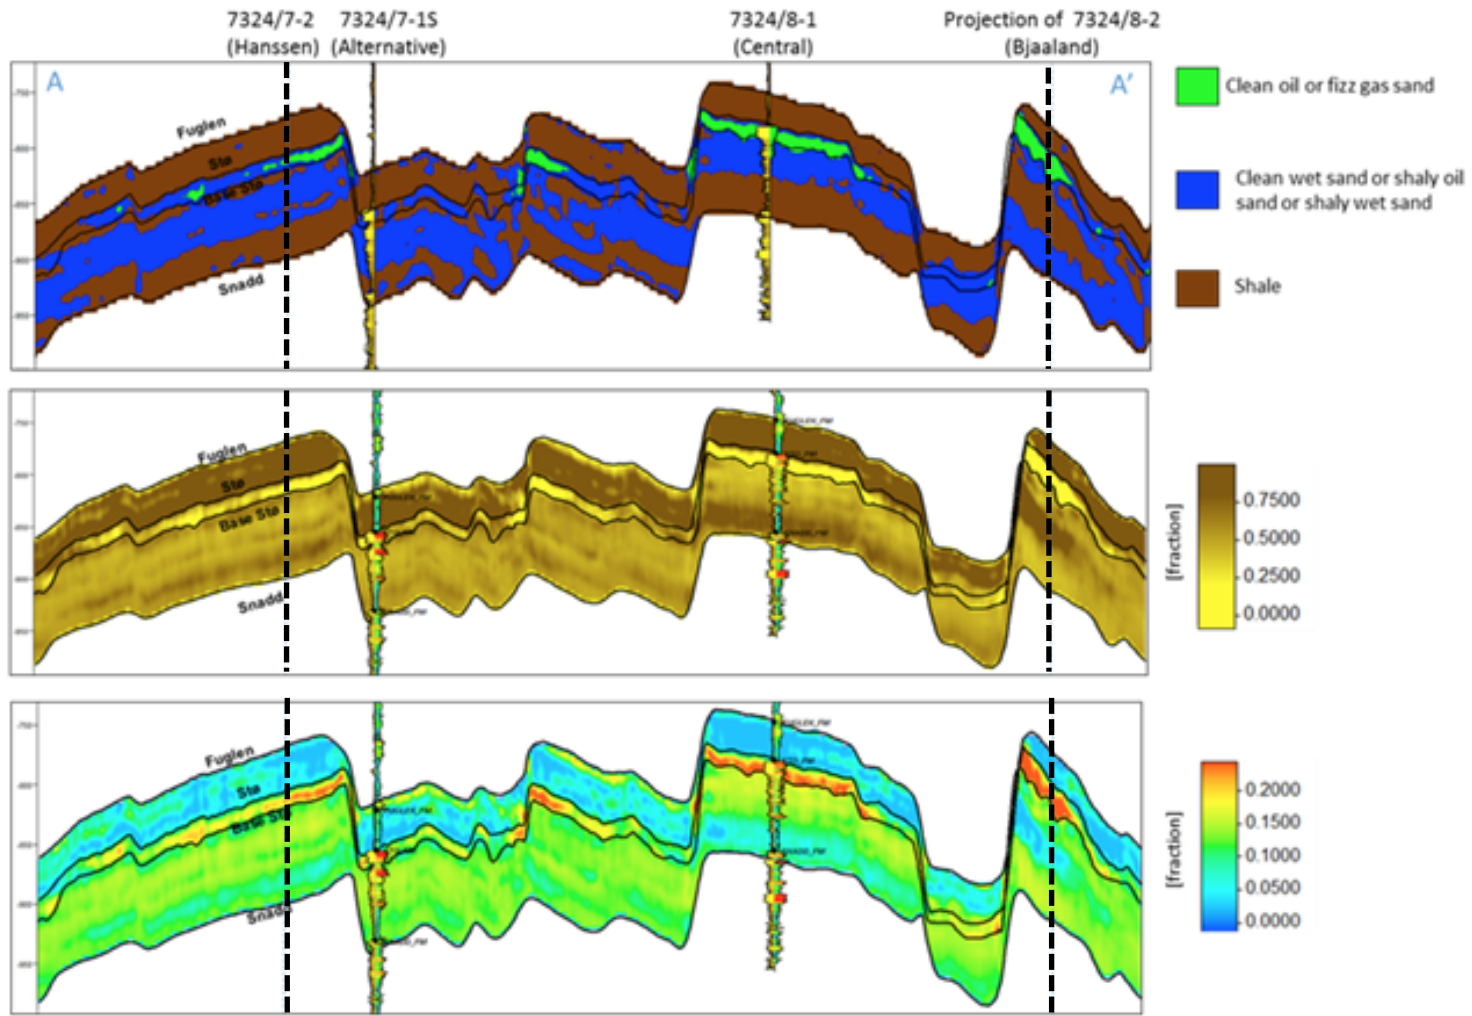 7324/7-2 7324/7-1S 7324/8-1 Projection of 7324/8-2
(Hanssen) (Alternative) (Central) (Bjaaland)
A A'
Fuglen
Stø
Base Stø
Snadd
Clean oil or fizz gas sand
Clean wet sand or shaly oil
sand or shaly wet sand
Shale
Fuglen
Stø
Base Stø
Snadd
[fraction]
0.7500
0.5000
0.2500
0.0000
Fuglen
Stø
Base Stø
Snadd
[fraction]
0.2000
0.1500
0.1000
0.0500
0.0000